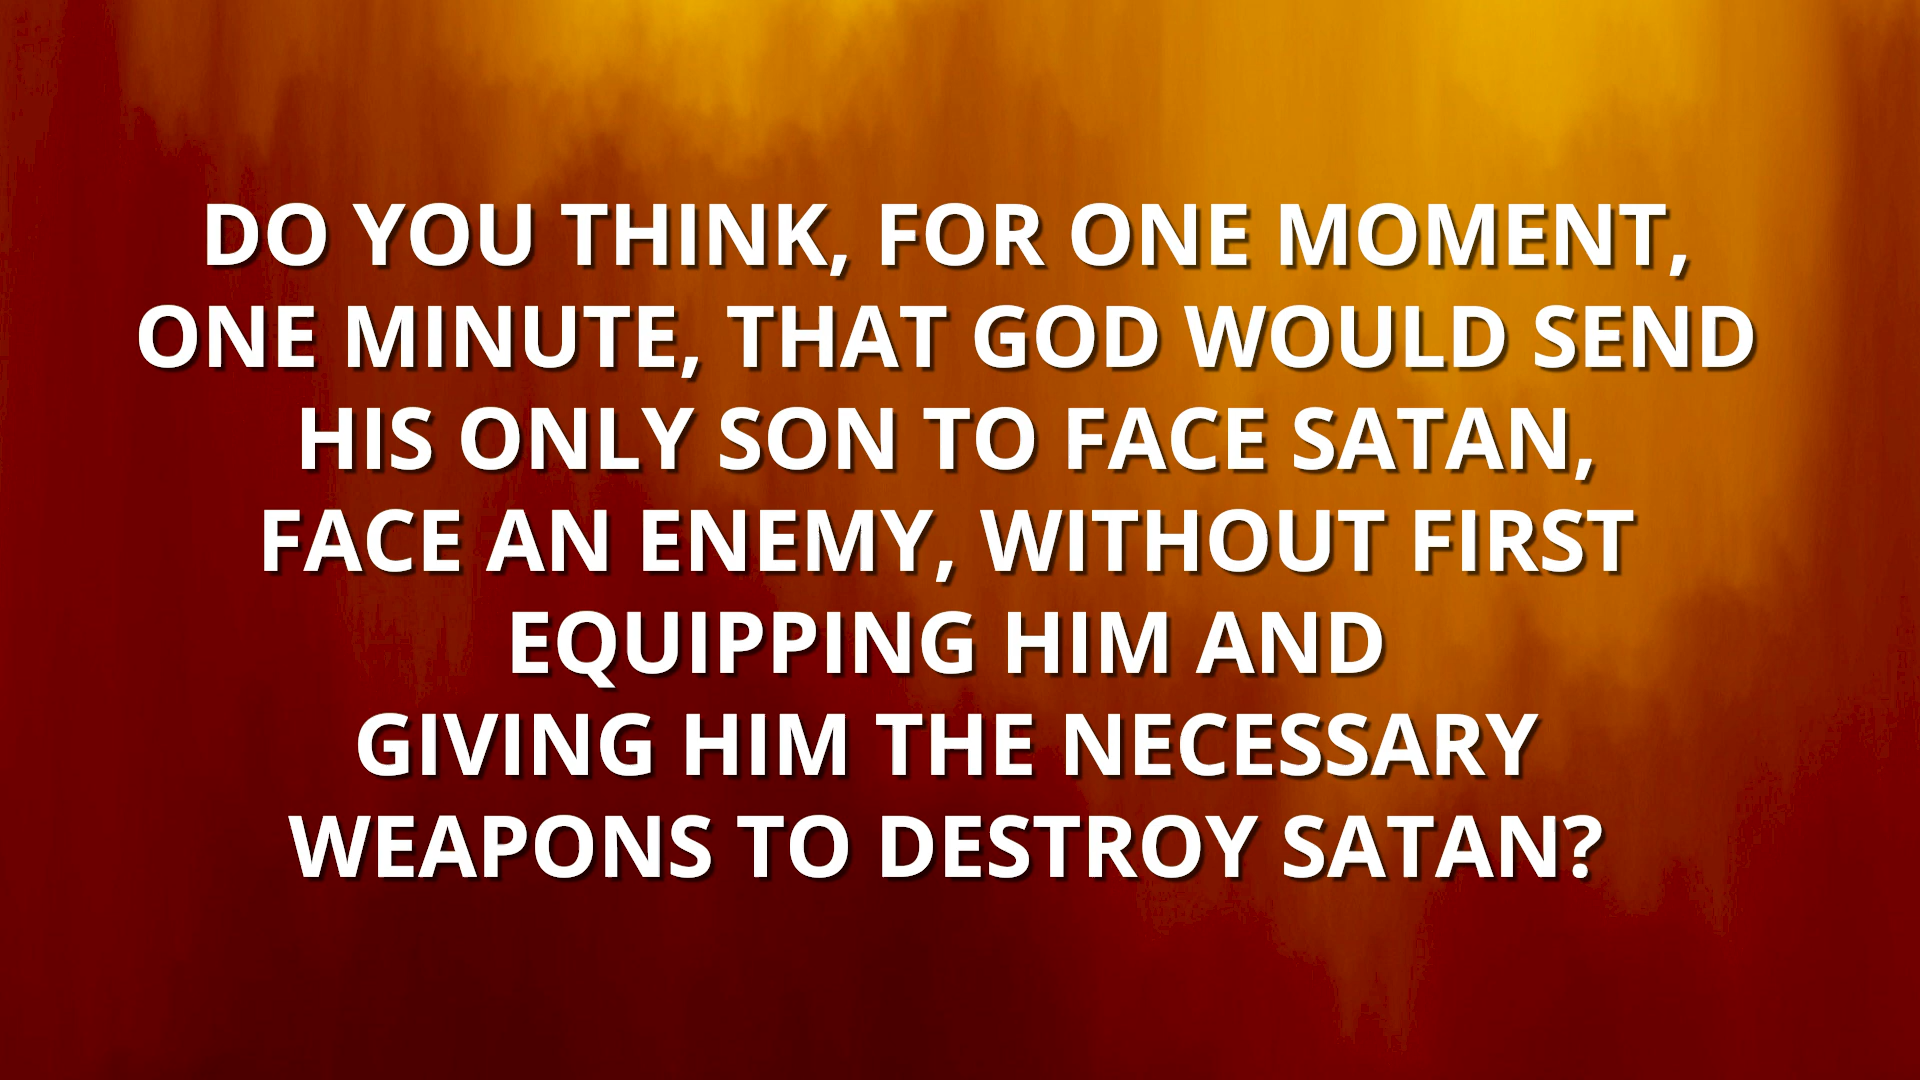 DO YOU THINK, FOR ONE MOMENT,
ONE MINUTE, THAT GOD WOULD SEND
HIS ONLY SON TO FACE SATAN,
FACE AN ENEMY, WITHOUT FIRST
EQUIPPING HIM AND
GIVING HIM THE NECESSARY
WEAPONS TO DESTROY SATAN?